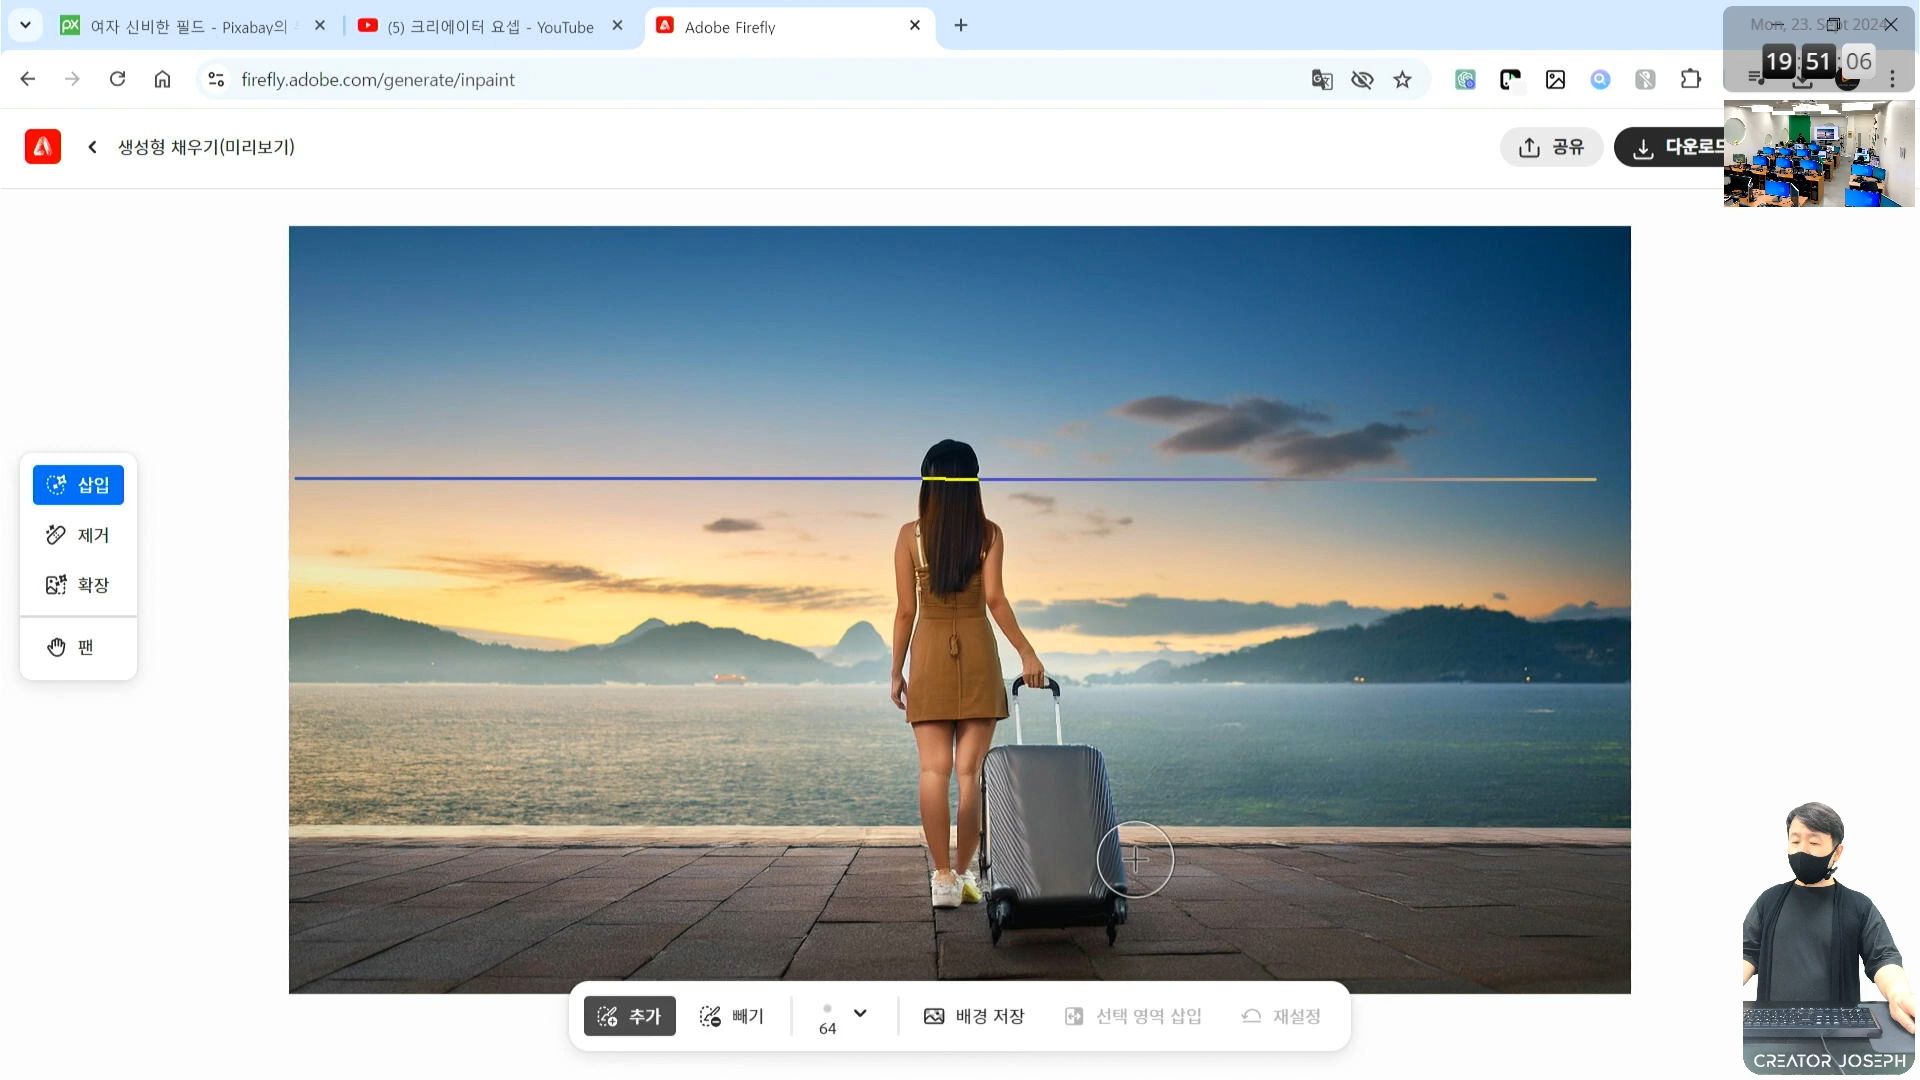 여자 신비한 필드 - Pixabay의
(5) 크리에이터 요셉 - YouTube
Adobe Firefly
Mon, 23. Sept 2024
19 51 06
firefly.adobe.com/generate/inpaint
생성형 채우기(미리보기)
공유
다운로드
삽입
제거
확장
팬
추가
빼기
64
배경 저장
선택 영역 삽입
재설정
CREATOR JOSEPH